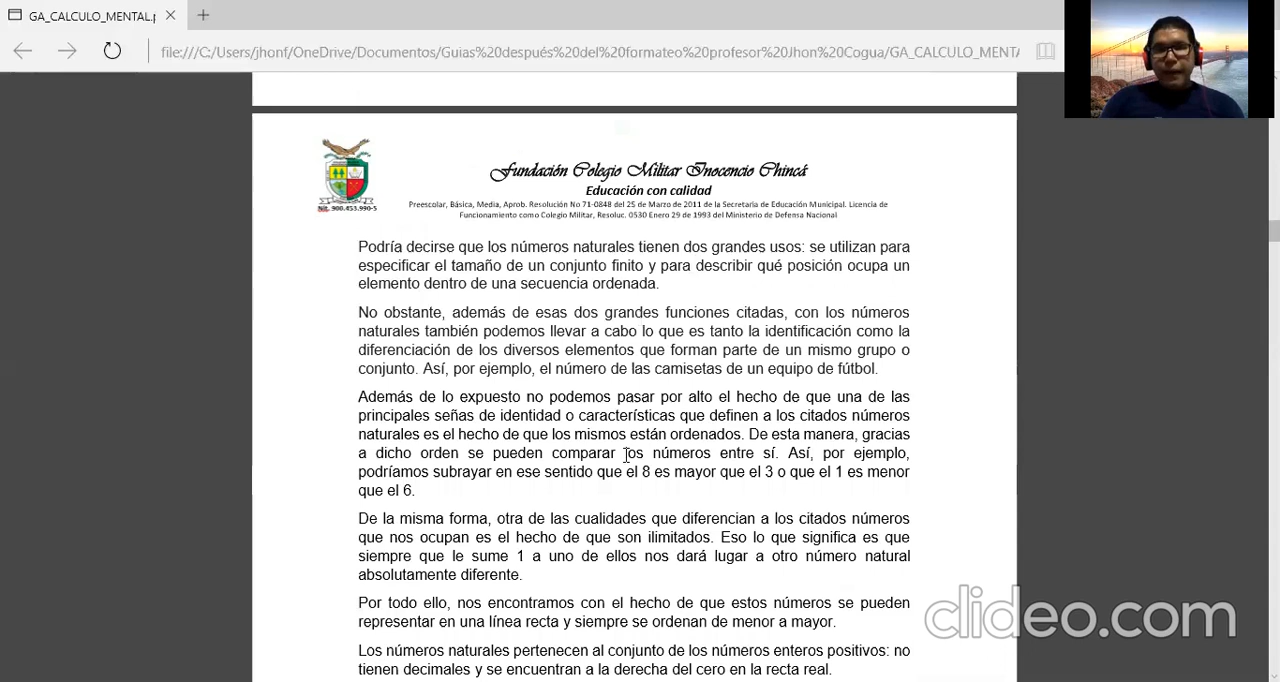 GA_CALCULO_MENTAL.p
file:///C:/Users/jhonf/OneDrive/Documentos/Guias%20después%20del%20formateo%20profesor%20Jhon%20Cogua/GA_CALCULO_MENTA
Fundación Colegio Militar Inocencio Chincá
Educación con calidad
Preescolar, Básica, Media, Aprob. Resolución No 71-0848 del 25 de Marzo de 2011 de la Secretaria de Educación Municipal. Licencia de
Funcionamiento como Colegio Militar, Resoluc. 0530 Enero 29 de 1993 del Ministerio de Defensa Nacional
Nit. 900.453.990-5
Podría decirse que los números naturales tienen dos grandes usos: se utilizan para
especificar el tamaño de un conjunto finito y para describir qué posición ocupa un
elemento dentro de una secuencia ordenada.
No obstante, además de esas dos grandes funciones citadas, con los números
naturales también podemos llevar a cabo lo que es tanto la identificación como la
diferenciación de los diversos elementos que forman parte de un mismo grupo o
conjunto. Así, por ejemplo, el número de las camisetas de un equipo de fútbol.
Además de lo expuesto no podemos pasar por alto el hecho de que una de las
principales señas de identidad o características que definen a los citados números
naturales es el hecho de que los mismos están ordenados. De esta manera, gracias
a dicho orden se pueden comparar los números entre sí. Así, por ejemplo,
podríamos subrayar en ese sentido que el 8 es mayor que el 3 o que el 1 es menor
que el 6.
De la misma forma, otra de las cualidades que diferencian a los citados números
que nos ocupan es el hecho de que son ilimitados. Eso lo que significa es que
siempre que le sume 1 a uno de ellos nos dará lugar a otro número natural
absolutamente diferente.
Por todo ello, nos encontramos con el hecho de que estos números se pueden
representar en una línea recta y siempre se ordenan de menor a mayor.
Los números naturales pertenecen al conjunto de los números enteros positivos: no
tienen decimales y se encuentran a la derecha del cero en la recta real.
clideo.com